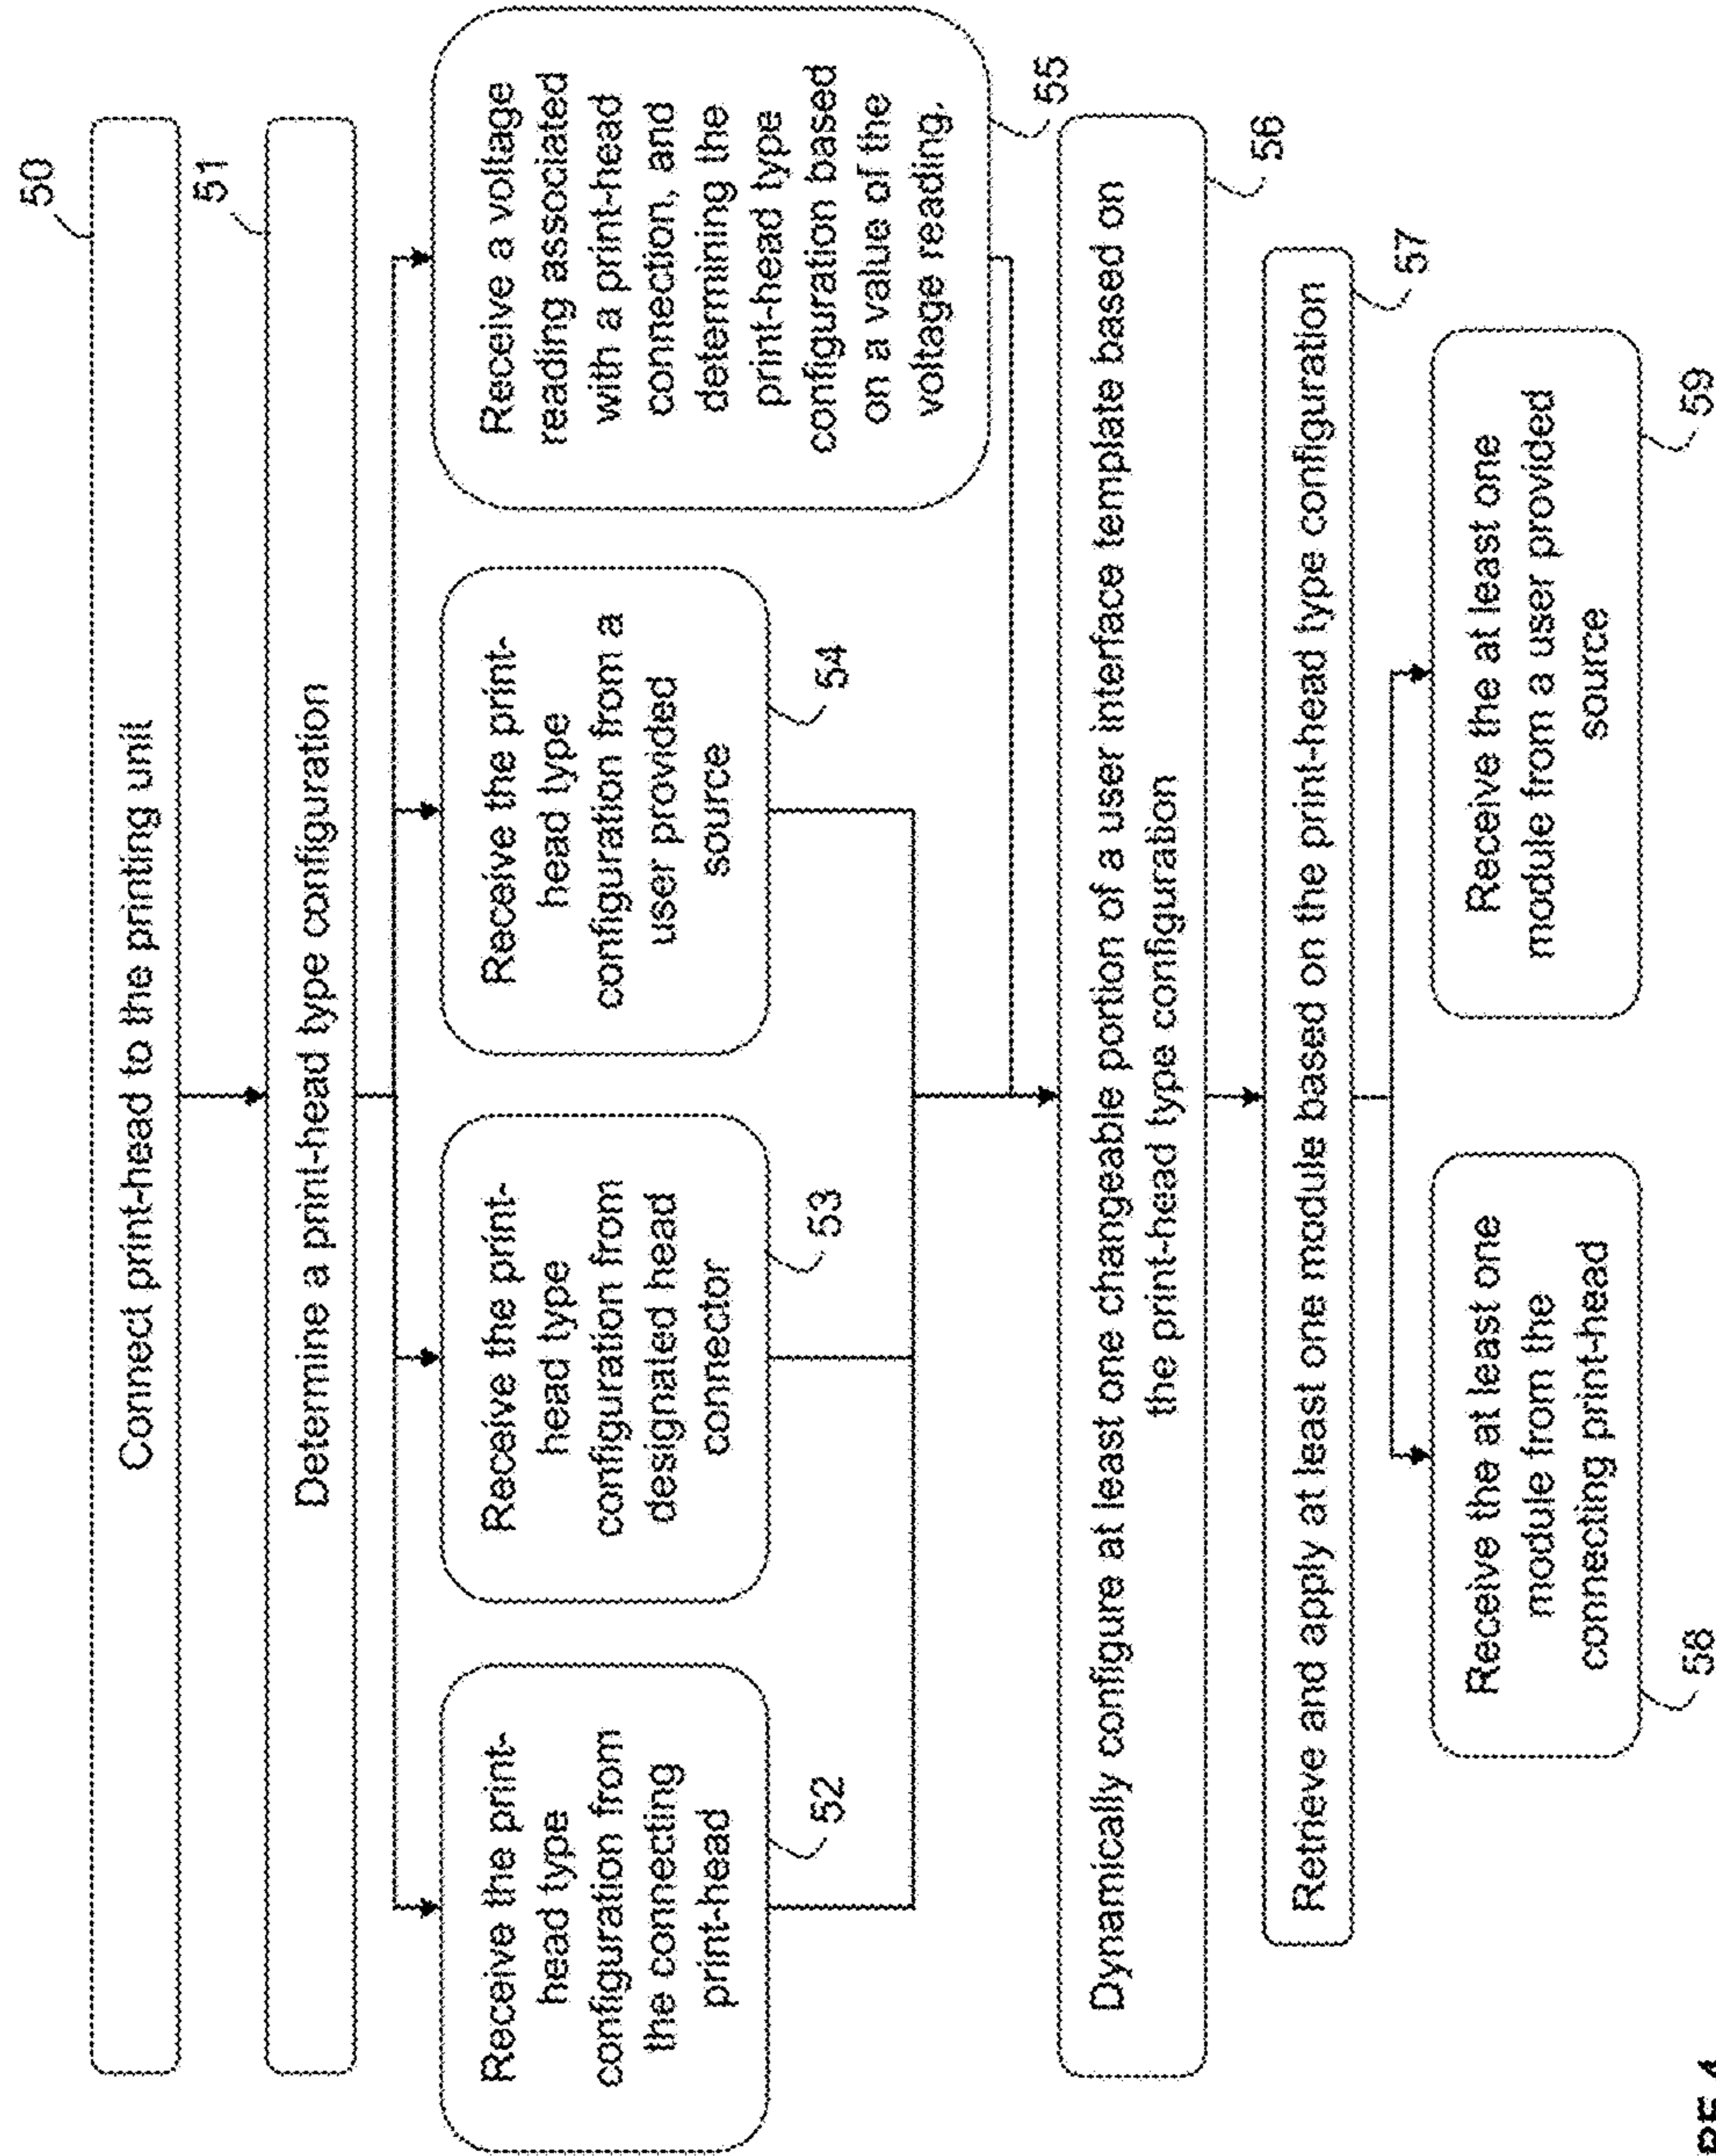 50
Connect print-head to the printing unit
51
Determine a print-head type configuration
Receive the print-
head type
configuration from
the connecting
print-head
52
Receive the print-
head type
configuration from
designated head
connector
53
Receive the print-
head type
configuration from a
user provided
source
54
Receive a voltage
reading associated
with a print-head
connection, and
determining the
print-head type
configuration based
on a value of the
voltage reading.
55
Dynamically configure at least one changeable portion of a user interface template based on
the print-head type configuration
56
Retrieve and apply at least one module based on the print-head type configuration
57
Receive the at least one
module from the
connecting print-head
58
Receive the at least one
module from a user provided
source
59